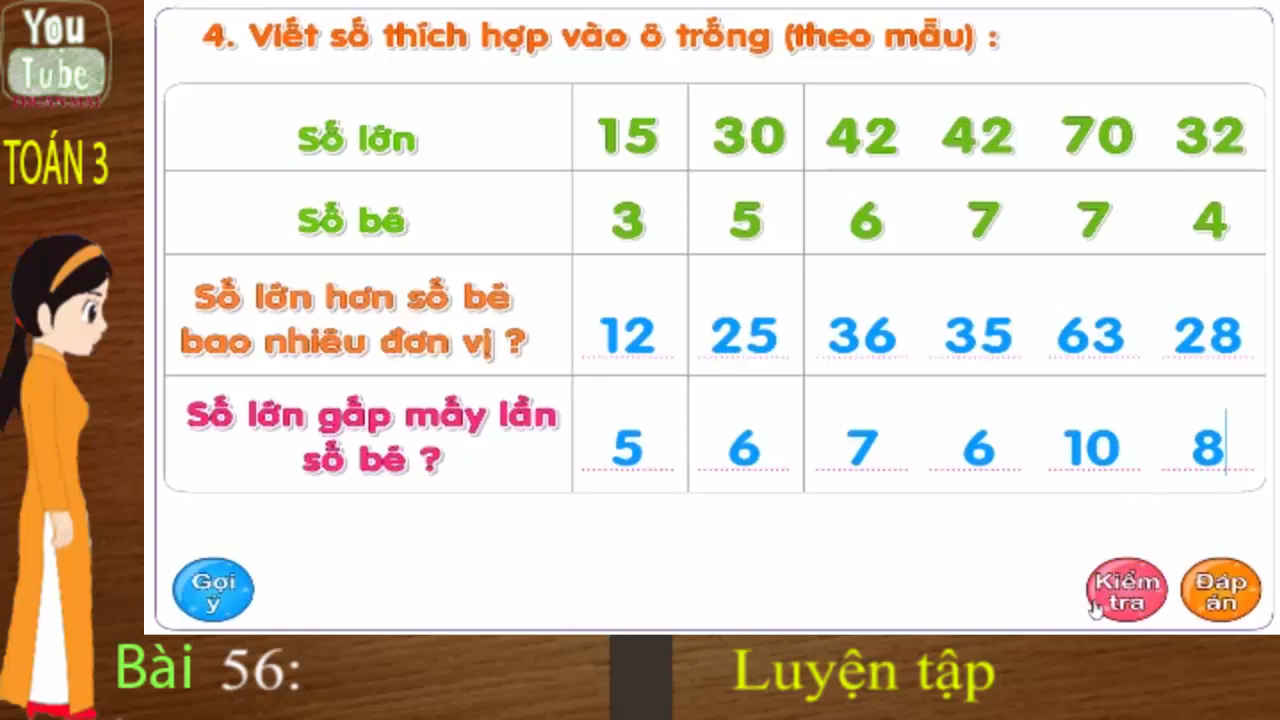 You
Tube
TOÁN 3
4. Viết số thích hợp vào ô trống (theo mẫu) :
Số lớn 15 30 42 42 70 32
Số bé 3 5 6 7 7 4
Số lớn hơn số bé
bao nhiêu đơn vị ? 12 25 36 35 63 28
Số lớn gấp mấy lần
số bé ? 5 6 7 6 10 8
Gợi
ý
Kiểm
tra
Đáp
án
Bài 56:
Luyện tập